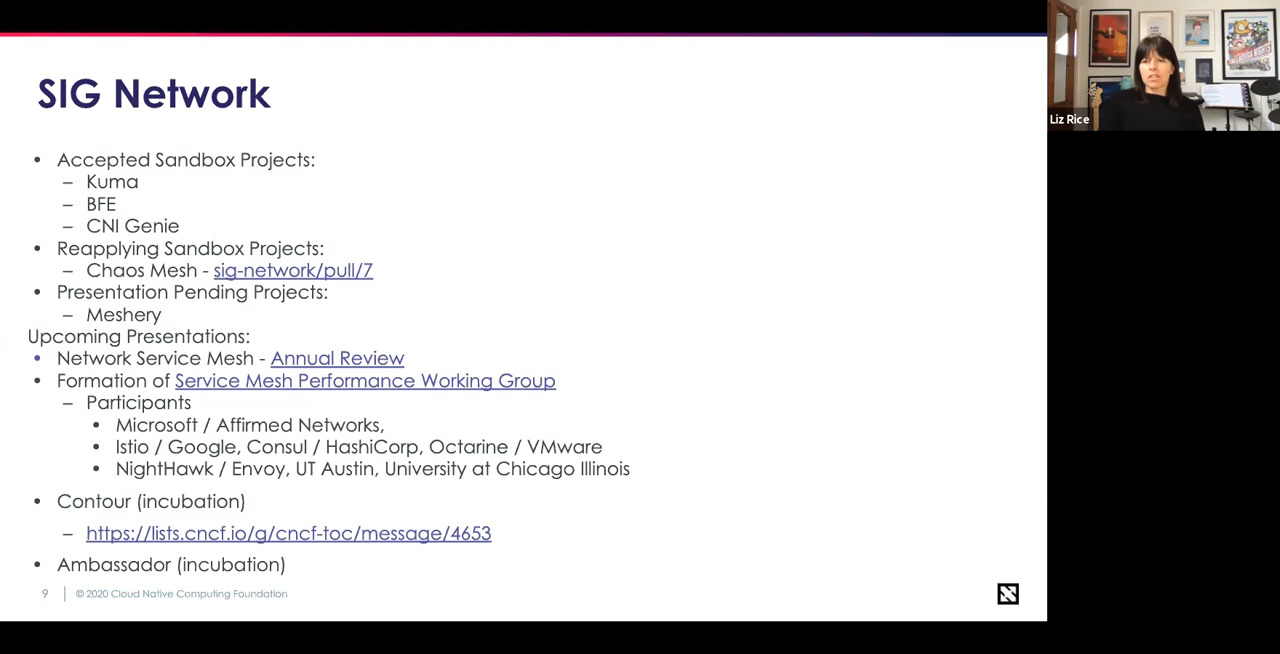 SIG Network
• Accepted Sandbox Projects:
– Kuma
– BFE
– CNI Genie
• Reapplying Sandbox Projects:
– Chaos Mesh - sig-network/pull/7
• Presentation Pending Projects:
– Meshery
Upcoming Presentations:
• Network Service Mesh - Annual Review
• Formation of Service Mesh Performance Working Group
– Participants
• Microsoft / Affirmed Networks,
• Istio / Google, Consul / HashiCorp, Octarine / VMware
• NightHawk / Envoy, UT Austin, University at Chicago Illinois
• Contour (incubation)
– https://lists.cncf.io/g/cncf-toc/message/4653
• Ambassador (incubation)
9 | © 2020 Cloud Native Computing Foundation
Liz Rice